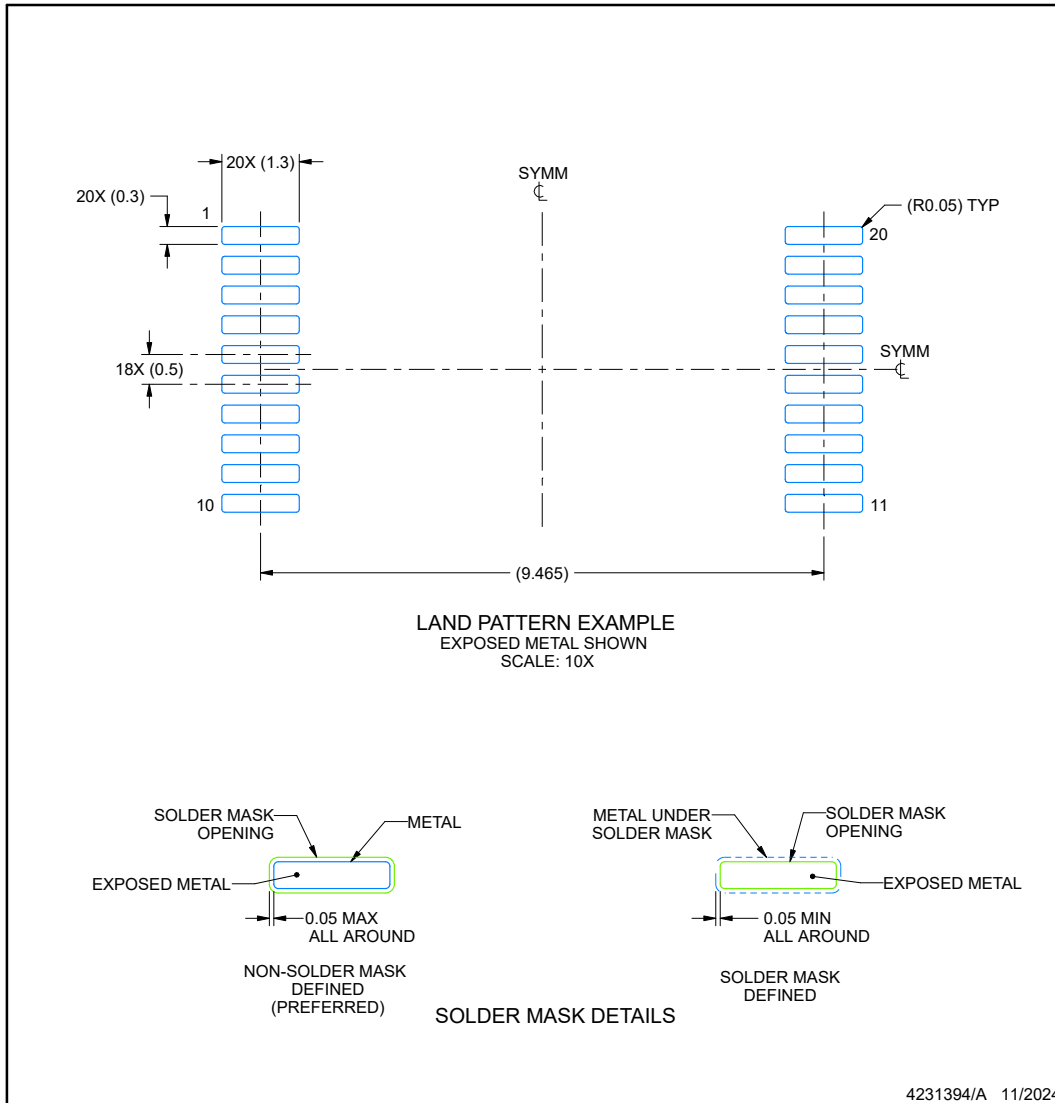 20X (1.3)
SYMM
℄
20X (0.3)
1
(R0.05) TYP
20
SYMM
℄
18X (0.5)
10
11
(9.465)
LAND PATTERN EXAMPLE
EXPOSED METAL SHOWN
SCALE: 10X
SOLDER MASK
OPENING
METAL
EXPOSED METAL
0.05 MAX
ALL AROUND
NON-SOLDER MASK
DEFINED
(PREFERRED)
METAL UNDER
SOLDER MASK
SOLDER MASK
OPENING
EXPOSED METAL
0.05 MIN
ALL AROUND
SOLDER MASK
DEFINED
SOLDER MASK DETAILS
4231394/A 11/2024